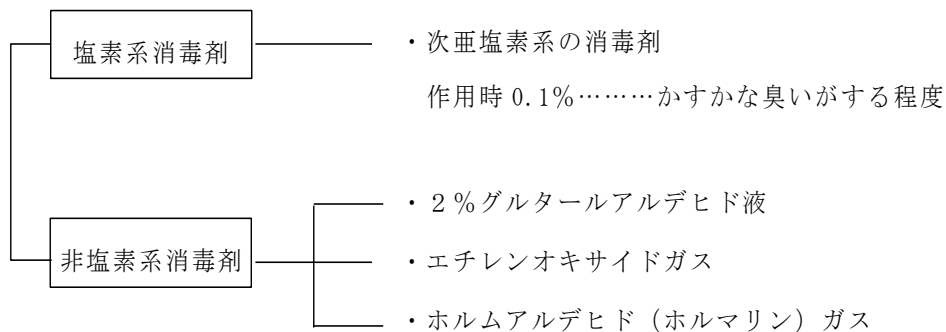 塩素系消毒剤
・次亜塩素系の消毒剤
作用時 0.1%………かすかな臭いがする程度
非塩素系消毒剤
・２％グルタールアルデヒド液
・エチレンオキサイドガス
・ホルムアルデヒド（ホルマリン）ガス